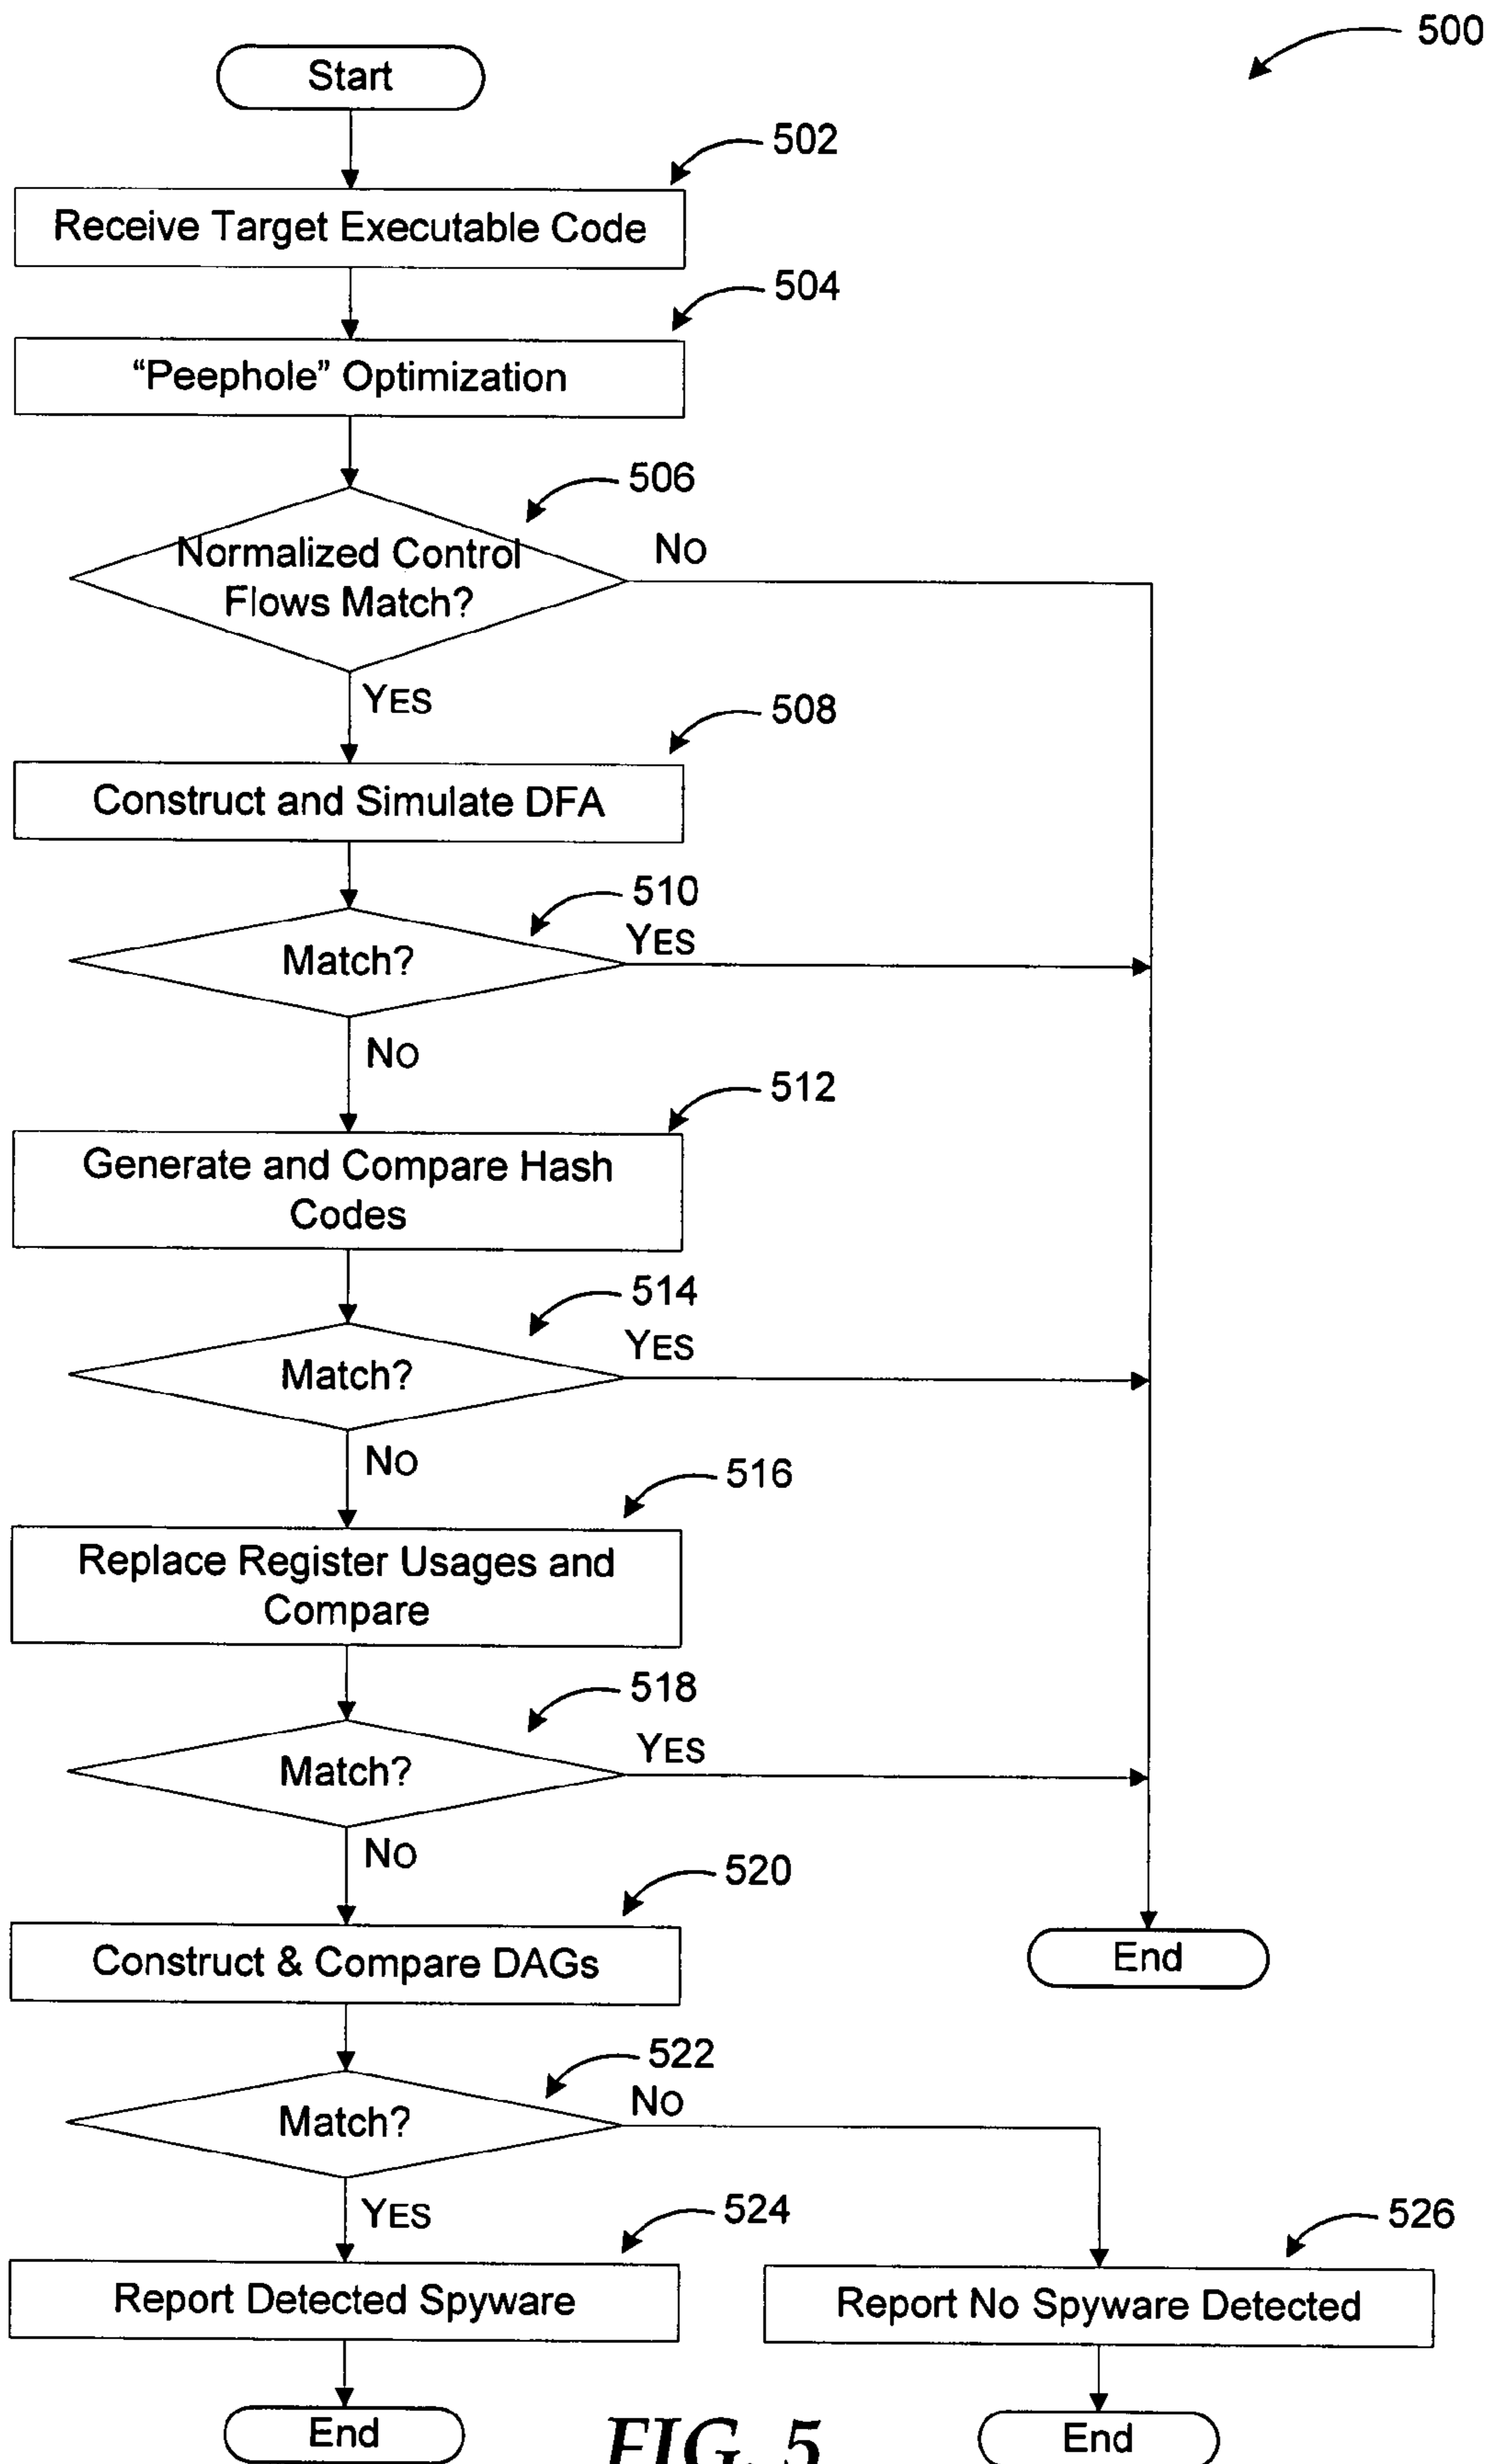 500
Start
502
Receive Target Executable Code
504
“Peephole” Optimization
506
Normalized Control
Flows Match?
NO
YES
508
Construct and Simulate DFA
510
Match?
YES
NO
512
Generate and Compare Hash
Codes
514
Match?
YES
NO
516
Replace Register Usages and
Compare
518
Match?
YES
NO
520
Construct & Compare DAGs
End
522
Match?
NO
YES
524
Report Detected Spyware
526
Report No Spyware Detected
End
FIG. 5
End